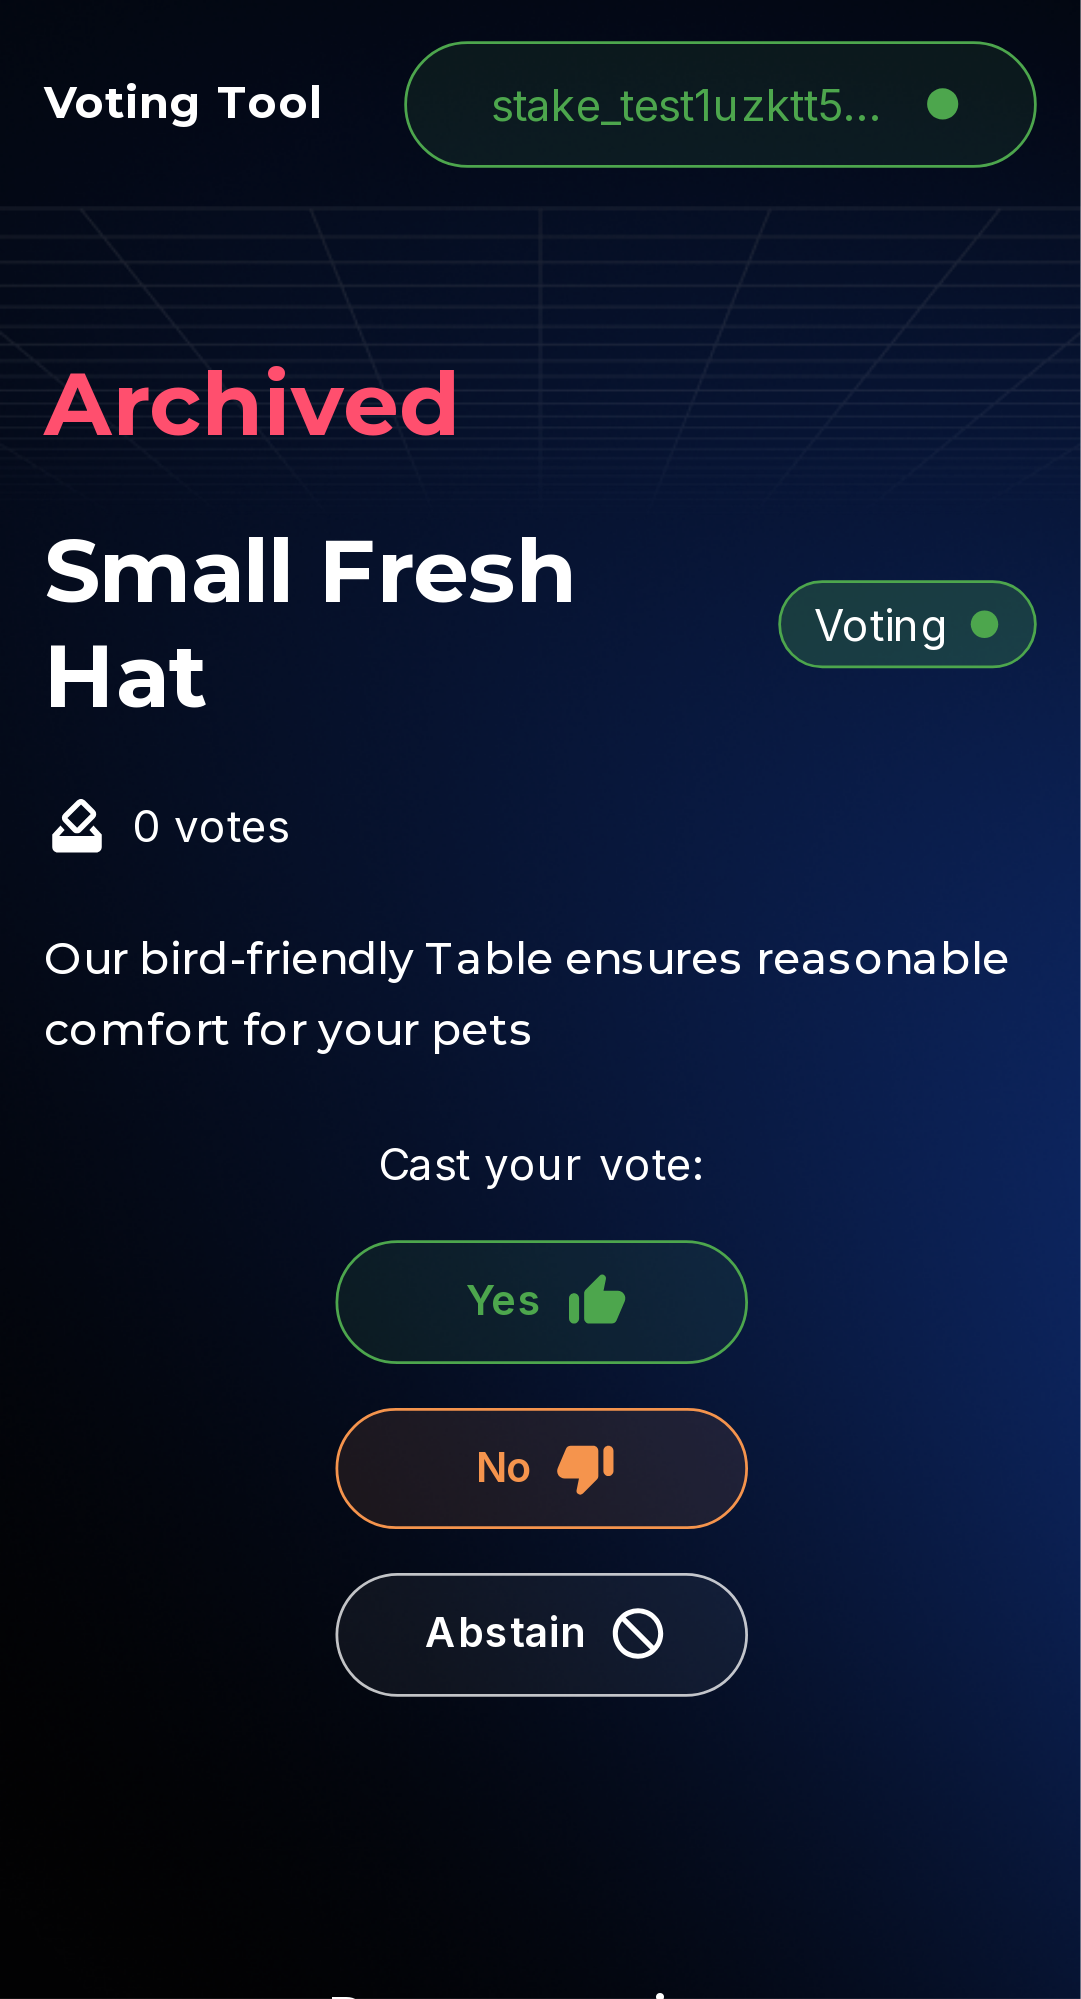 Voting Tool
stake_test1uzktt5...
Archived
Small Fresh
Hat
Voting
0 votes
Our bird-friendly Table ensures reasonable
comfort for your pets
Cast your vote:
Yes
No
Abstain